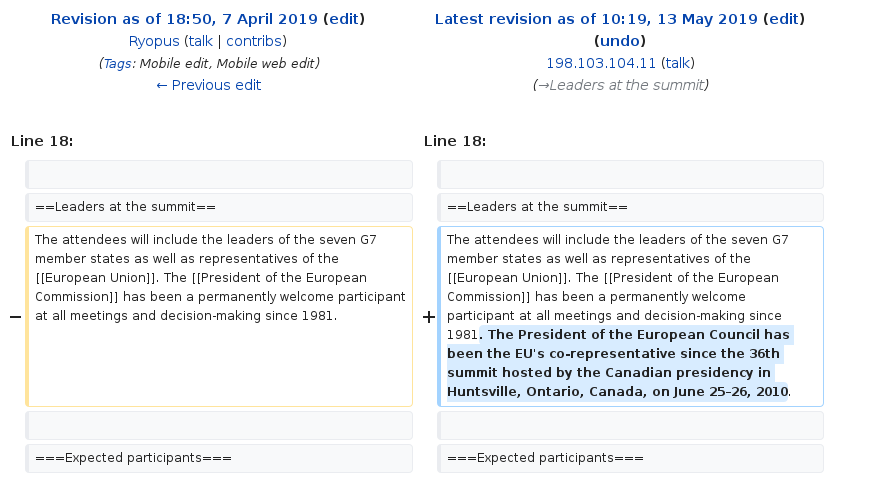 Revision as of 18:50, 7 April 2019 (edit)
Ryopus (talk | contribs)
(Tags: Mobile edit, Mobile web edit)
← Previous edit
Latest revision as of 10:19, 13 May 2019 (edit)
(undo)
198.103.104.11 (talk)
(→Leaders at the summit)
Line 18:
Line 18:
==Leaders at the summit==
==Leaders at the summit==
−
The attendees will include the leaders of the seven G7
member states as well as representatives of the
[[European Union]]. The [[President of the European
Commission]] has been a permanently welcome participant
at all meetings and decision-making since 1981.
+
The attendees will include the leaders of the seven G7
member states as well as representatives of the
[[European Union]]. The [[President of the European
Commission]] has been a permanently welcome
participant at all meetings and decision-making since
1981. The President of the European Council has
been the EU's co-representative since the 36th
summit hosted by the Canadian presidency in
Huntsville, Ontario, Canada, on June 25–26, 2010.
===Expected participants===
===Expected participants===